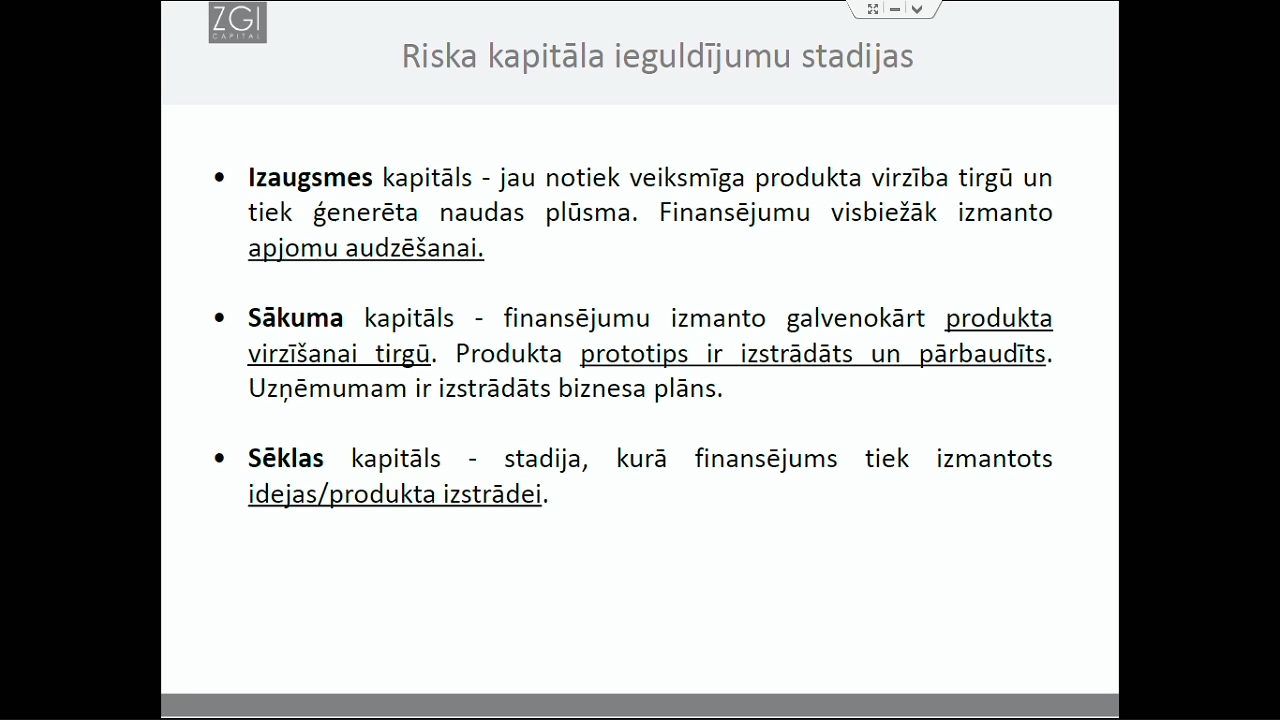 ZGI
CAPITAL
Riska kapitāla ieguldījumu stadijas
• Izaugsmes kapitāls - jau notiek veiksmīga produkta virzība tirgū un
tiek ģenerēta naudas plūsma. Finansējumu visbiežāk izmanto
apjomu audzēšanai.
• Sākuma kapitāls - finansējumu izmanto galvenokārt produkta
virzīšanai tirgū. Produkta prototips ir izstrādāts un pārbaudīts.
Uzņēmumam ir izstrādāts biznesa plāns.
• Sēklas kapitāls - stadija, kurā finansējums tiek izmantots
idejas/produkta izstrādei.